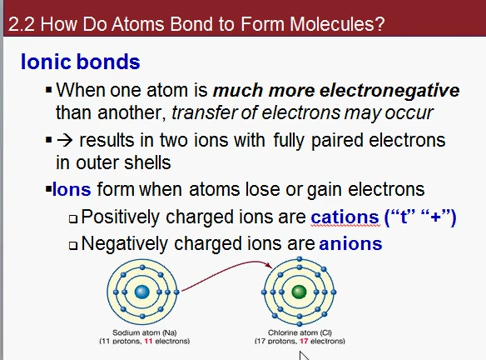 2.2 How Do Atoms Bond to Form Molecules?
Ionic bonds
▪When one atom is much more electronegative
than another, transfer of electrons may occur
▪→ results in two ions with fully paired electrons
in outer shells
▪Ions form when atoms lose or gain electrons
❑Positively charged ions are cations (“t” “+”)
❑Negatively charged ions are anions
Sodium atom (Na)
(11 protons, 11 electrons)
Chlorine atom (Cl)
(17 protons, 17 electrons)